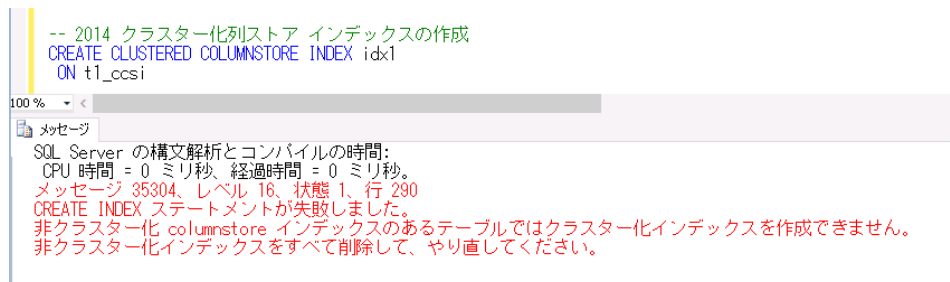 -- 2014 クラスター化列ストア インデックスの作成
CREATE CLUSTERED COLUMNSTORE INDEX idx1
ON t1_ccsi
100 %
メッセージ
SQL Server の構文解析とコンパイルの時間:
CPU 時間 = 0 ミリ秒、経過時間 = 0 ミリ秒。
メッセージ 35304、レベル 16、状態 1、行 290
CREATE INDEX ステートメントが失敗しました。
非クラスター化 columnstore インデックスのあるテーブルではクラスター化インデックスを作成できません。
非クラスター化インデックスをすべて削除して、やり直してください。